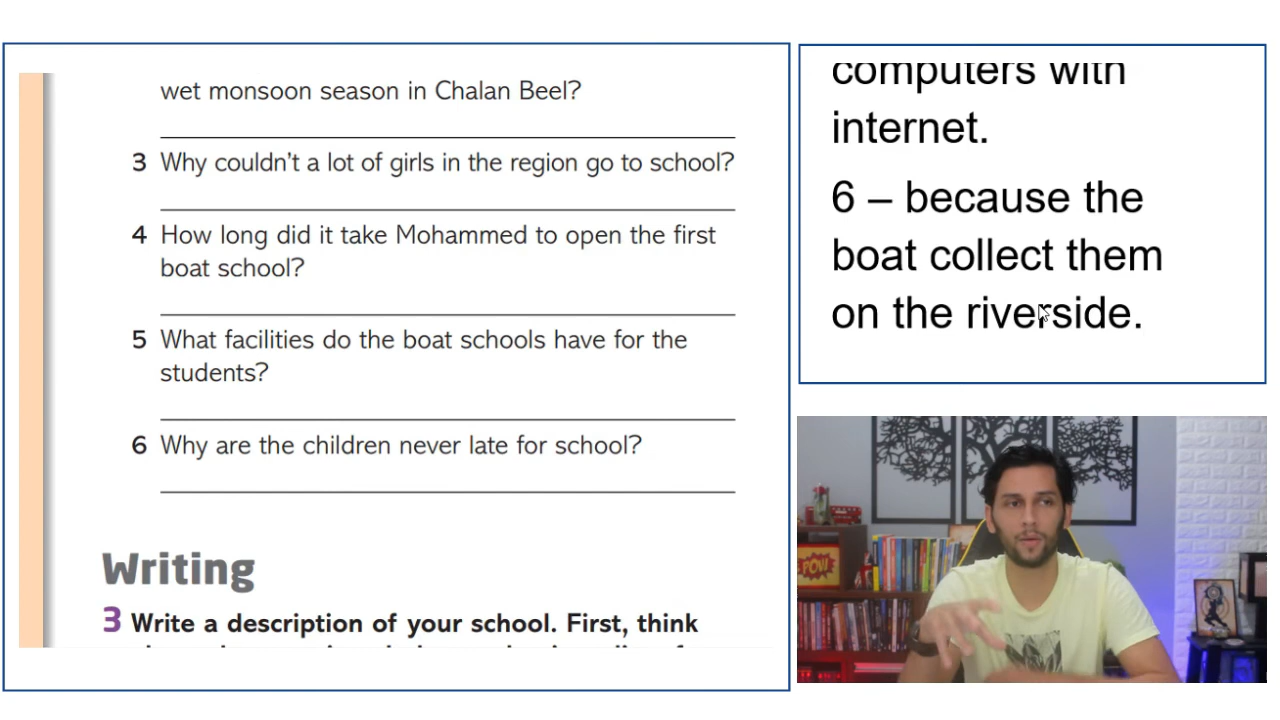 wet monsoon season in Chalan Beel?
3 Why couldn't a lot of girls in the region go to school?
4 How long did it take Mohammed to open the first
boat school?
5 What facilities do the boat schools have for the
students?
6 Why are the children never late for school?
Writing
3 Write a description of your school. First, think
computers with
internet.
6 – because the
boat collect them
on the riverside.
POW